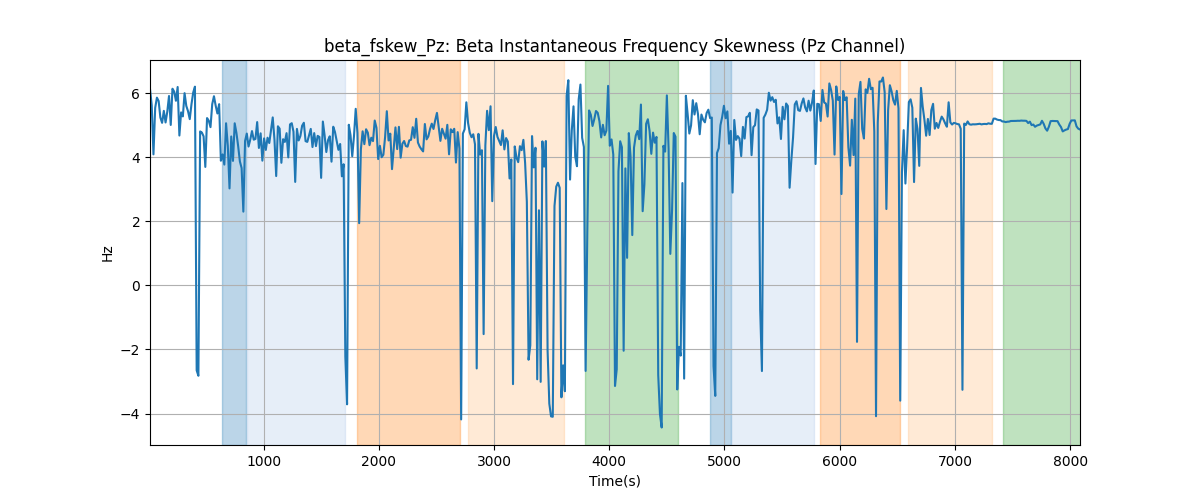 beta_fskew_Pz: Beta Instantaneous Frequency Skewness (Pz Channel)
6
4
2
0
−2
−4
Hz
1000 2000 3000 4000 5000 6000 7000 8000
Time(s)